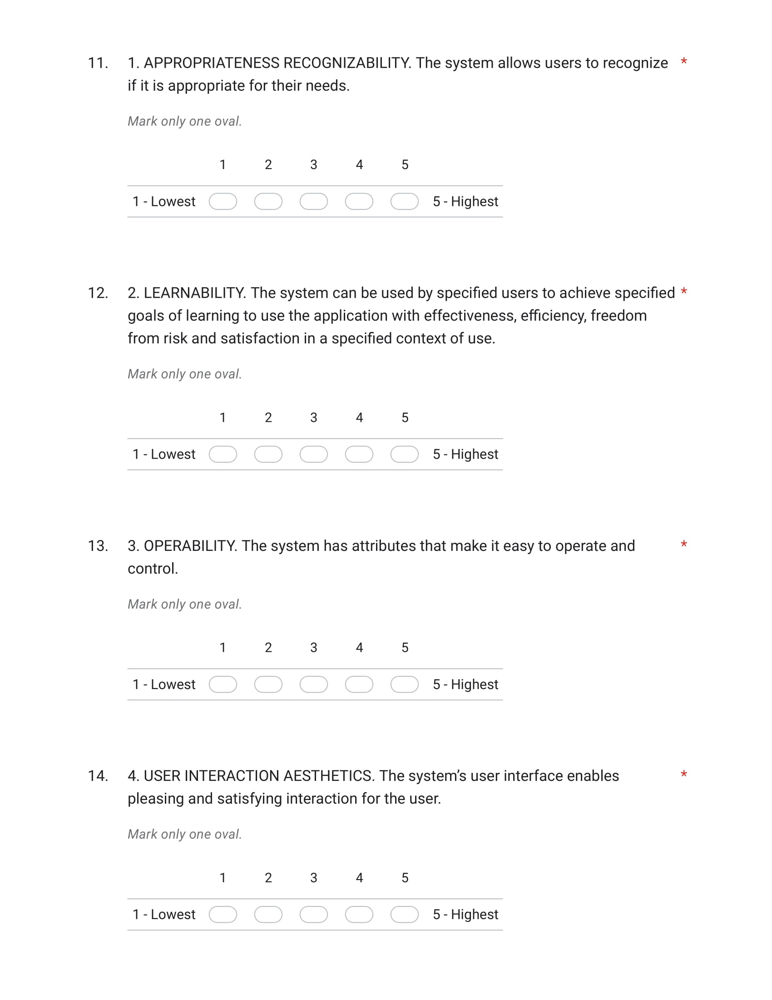 11. 1. APPROPRIATENESS RECOGNIZABILITY. The system allows users to recognize *
if it is appropriate for their needs.
Mark only one oval.
1 2 3 4 5
1 - Lowest 5 - Highest
12. 2. LEARNABILITY. The system can be used by specified users to achieve specified *
goals of learning to use the application with effectiveness, efficiency, freedom
from risk and satisfaction in a specified context of use.
Mark only one oval.
1 2 3 4 5
1 - Lowest 5 - Highest
13. 3. OPERABILITY. The system has attributes that make it easy to operate and *
control.
Mark only one oval.
1 2 3 4 5
1 - Lowest 5 - Highest
14. 4. USER INTERACTION AESTHETICS. The system’s user interface enables *
pleasing and satisfying interaction for the user.
Mark only one oval.
1 2 3 4 5
1 - Lowest 5 - Highest